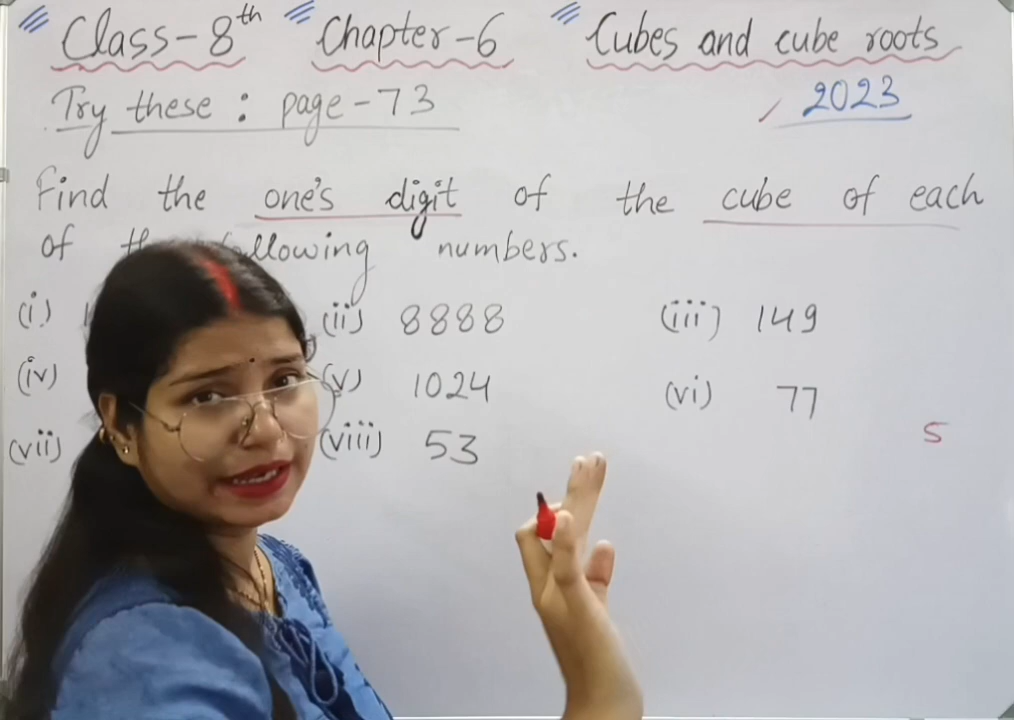 Class-8th Chapter-6 Cubes and cube roots
Try these: page-73 2023
Find the one's digit of the cube of each
of following numbers.
(i) (ii) 8888 (iii) 149
(iv) (v) 1024 (vi) 77
(vii) (viii) 53 5